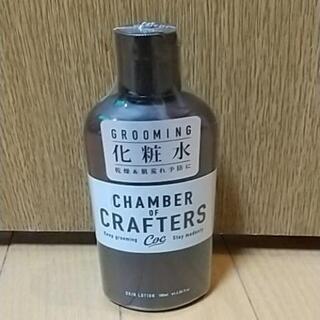 GROOMING
化粧水
乾燥&肌荒れ予防に
CHAMBER
OF
CRAFTERS
Keep grooming Coc Stay modestly
SKIN LOTION 180ml